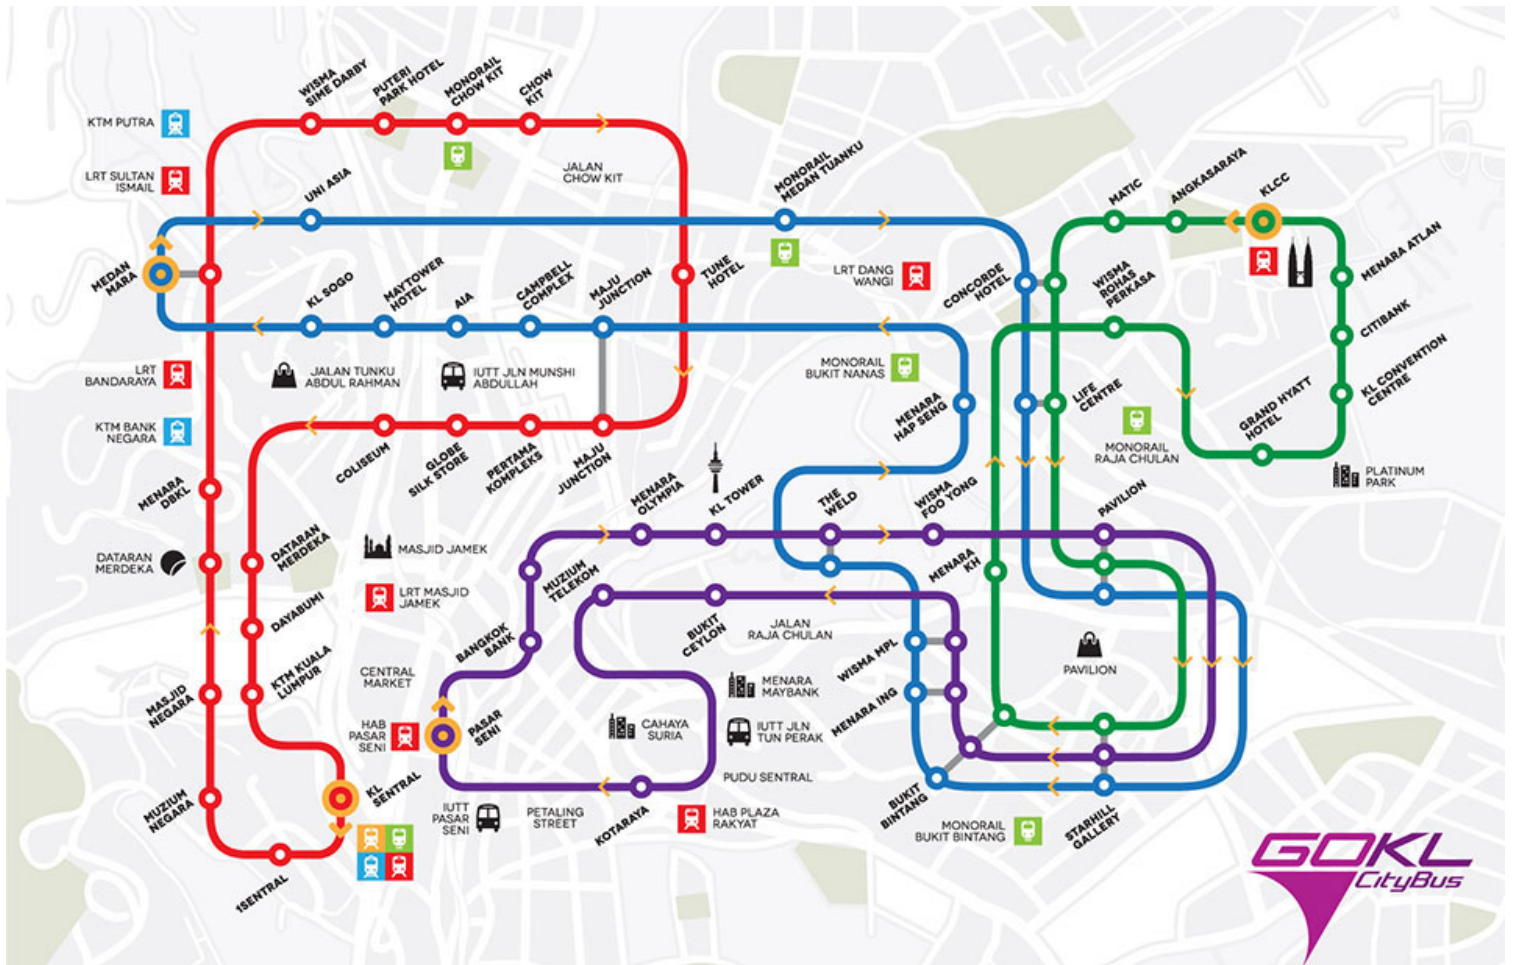 WISMA
SIME DARBY
PUTERI
PARK HOTEL
MONORAIL
CHOW KIT
CHOW
KIT
KTM PUTRA
LRT SULTAN
ISMAIL
JALAN
CHOW KIT
UNI ASIA
MONORAIL
MEDAN TUANKU
MATIC
ANGKASARAYA
KLCC
MEDAN
MARA
KL SOGO
MAYTOWER
HOTEL
AIA
CAMPBELL
COMPLEX
MAJU
JUNCTION
TUNE
HOTEL
LRT DANG
WANGI
CONCORDE
HOTEL
WISMA
ROHAS
PERKASA
MENARA ATLAN
CITIBANK
KL CONVENTION
CENTRE
LRT
BANDARAYA
JALAN TUNKU
ABDUL RAHMAN
IUTT JLN MUNSHI
ABDULLAH
MONORAIL
BUKIT NANAS
MENARA
HAP SENG
LIFE
CENTRE
GRAND HYATT
HOTEL
KTM BANK
NEGARA
COLISEUM
GLOBE
SILK STORE
PERTAMA
KOMPLEKS
MAJU
JUNCTION
MONORAIL
RAJA CHULAN
PLATINUM
PARK
MENARA
DBKL
MENARA
OLYMPIA
KL TOWER
THE
WELD
WISMA
FOO YONG
PAVILION
DATARAN
MERDEKA
DATARAN
MERDEKA
MASJID JAMEK
LRT MASJID
JAMEK
MUZIUM
TELEKOM
MENARA
KH
DAYABUMI
BANGKOK
BANK
BUKIT
CEYLON
JALAN
RAJA CHULAN
WISMA MPL
PAVILION
MASJID
NEGARA
KTM KUALA
LUMPUR
CENTRAL
MARKET
MENARA
MAYBANK
MENARA ING
HAB
PASAR
SENI
PASAR
SENI
CAHAYA
SURIA
IUTT JLN
TUN PERAK
PUDU SENTRAL
MUZIUM
NEGARA
KL
SENTRAL
IUTT
PASAR
SENI
PETALING
STREET
KOTARAYA
HAB PLAZA
RAKYAT
BUKIT
BINTANG
MONORAIL
BUKIT BINTANG
STARHILL
GALLERY
1SENTRAL
GOKL
CityBus